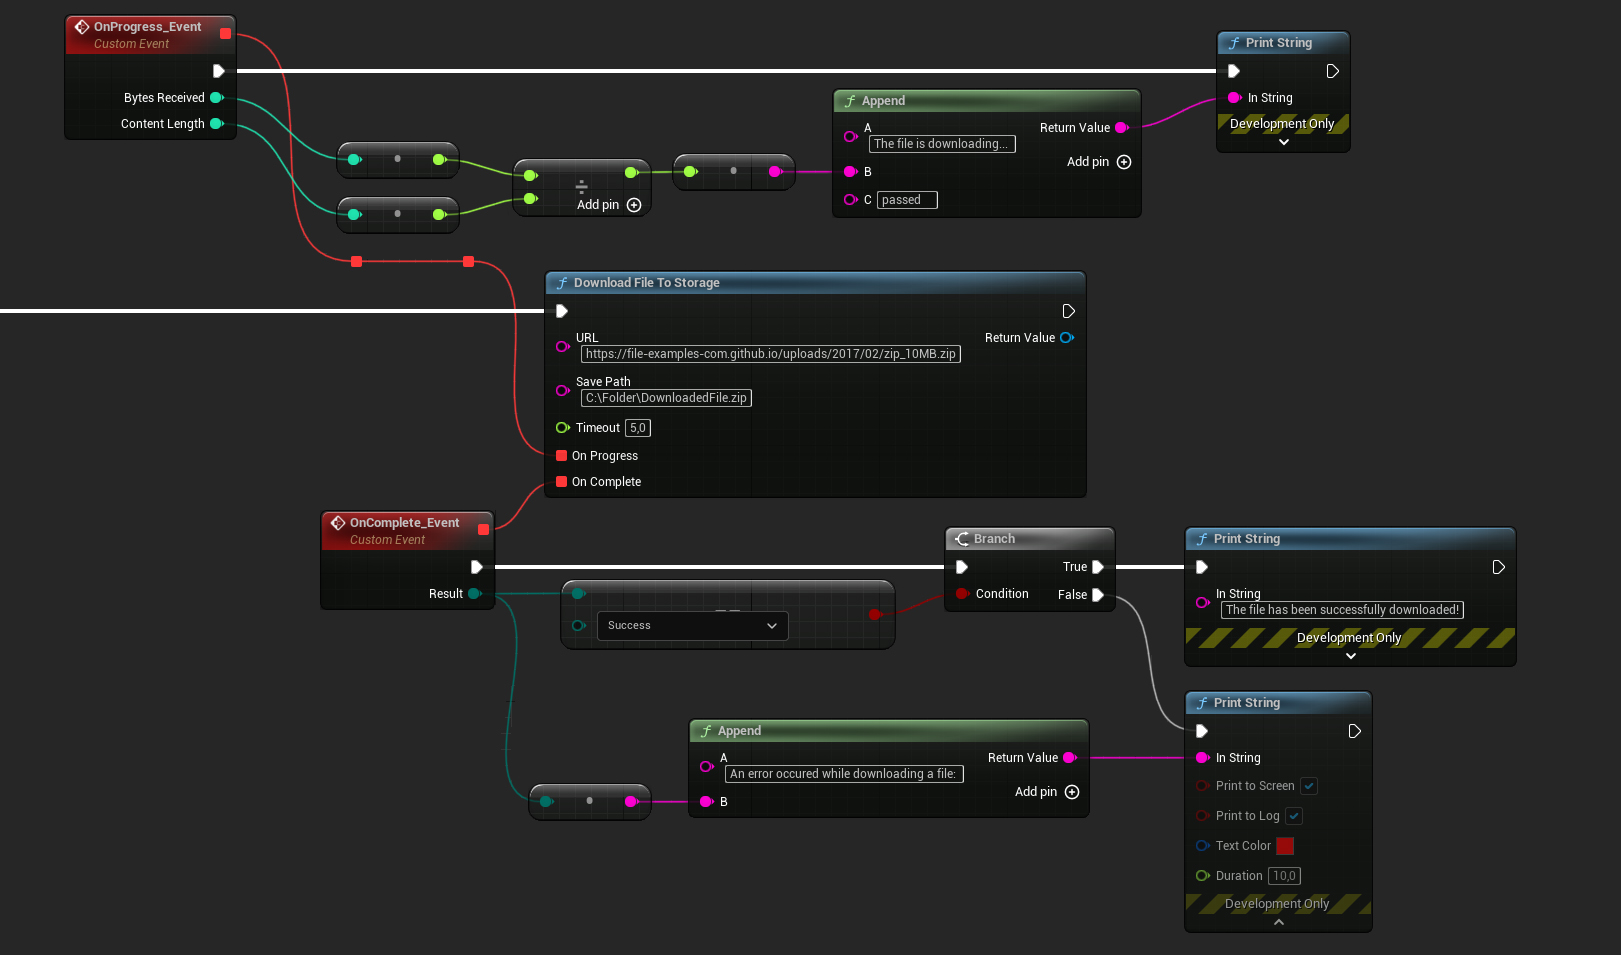 OnProgress_Event
Custom Event
Bytes Received
Content Length
Print String
In String
Development Only
Append
A
The file is downloading...
Return Value
Add pin
B
C passed
÷
Add pin
Download File To Storage
URL
https://file-examples-com.github.io/uploads/2017/02/zip_10MB.zip
Return Value
Save Path
C:\Folder\DownloadedFile.zip
Timeout 5,0
On Progress
On Complete
OnComplete_Event
Custom Event
Result
Success
Branch
True
Condition
False
Print String
In String
The file has been successfully downloaded!
Development Only
Append
A
An error occured while downloading a file:
Return Value
Add pin
B
Print String
In String
Print to Screen
Print to Log
Text Color
Duration 10,0
Development Only